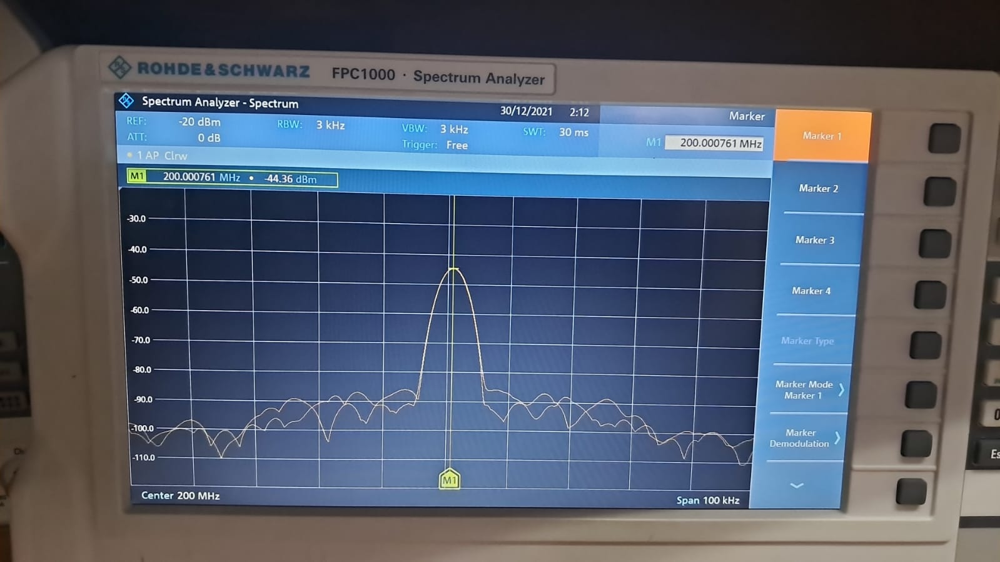 ROHDE&SCHWARZ FPC1000 · Spectrum Analyzer
Spectrum Analyzer - Spectrum 30/12/2021 2:12 Marker
REF: -20 dBm RBW: 3 kHz VBW: 3 kHz SWT: 30 ms
ATT: 0 dB Trigger: Free M1 200.000761 MHz
1 AP Clrw
M1 200.000761 MHz • -44.36 dBm
-30.0
-40.0
-50.0
-60.0
-70.0
-80.0
-90.0
-100.0
-110.0
M1
Center 200 MHz Span 100 kHz
Marker 1
Marker 2
Marker 3
Marker 4
Marker Type
Marker Mode
Marker 1
Marker
Demodulation
0
Es